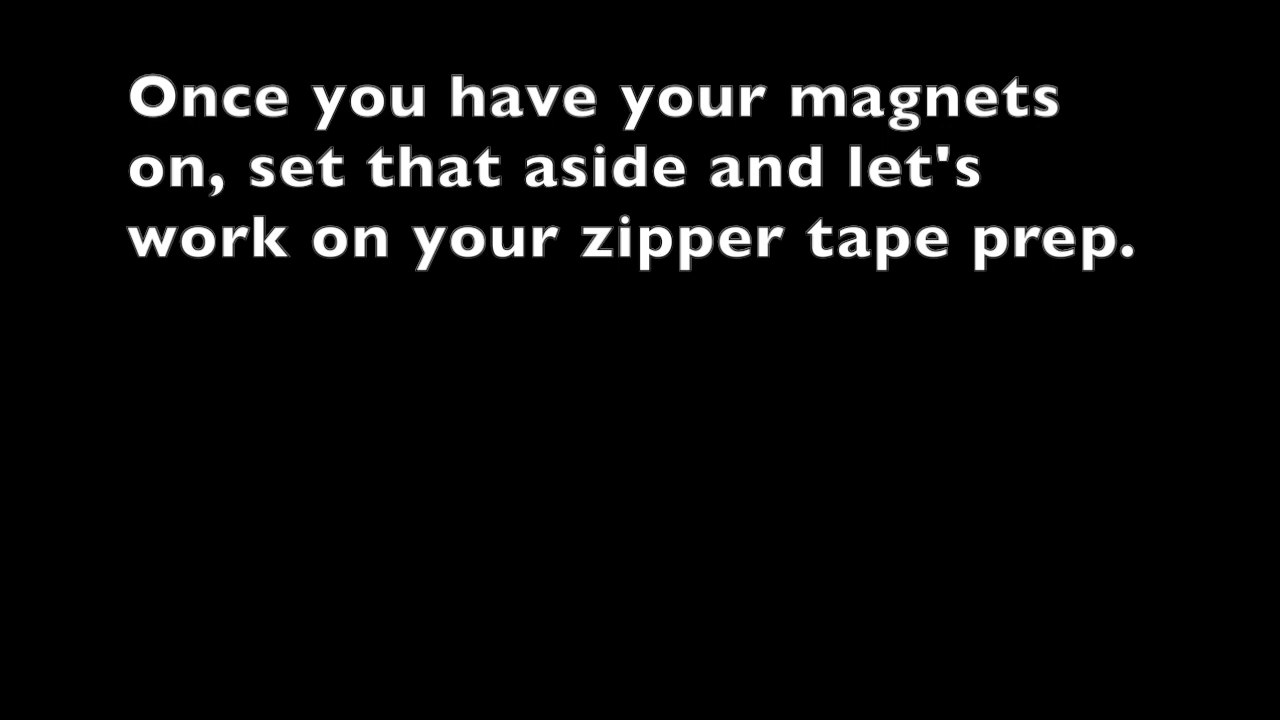 Once you have your magnets
on, set that aside and let's
work on your zipper tape prep.